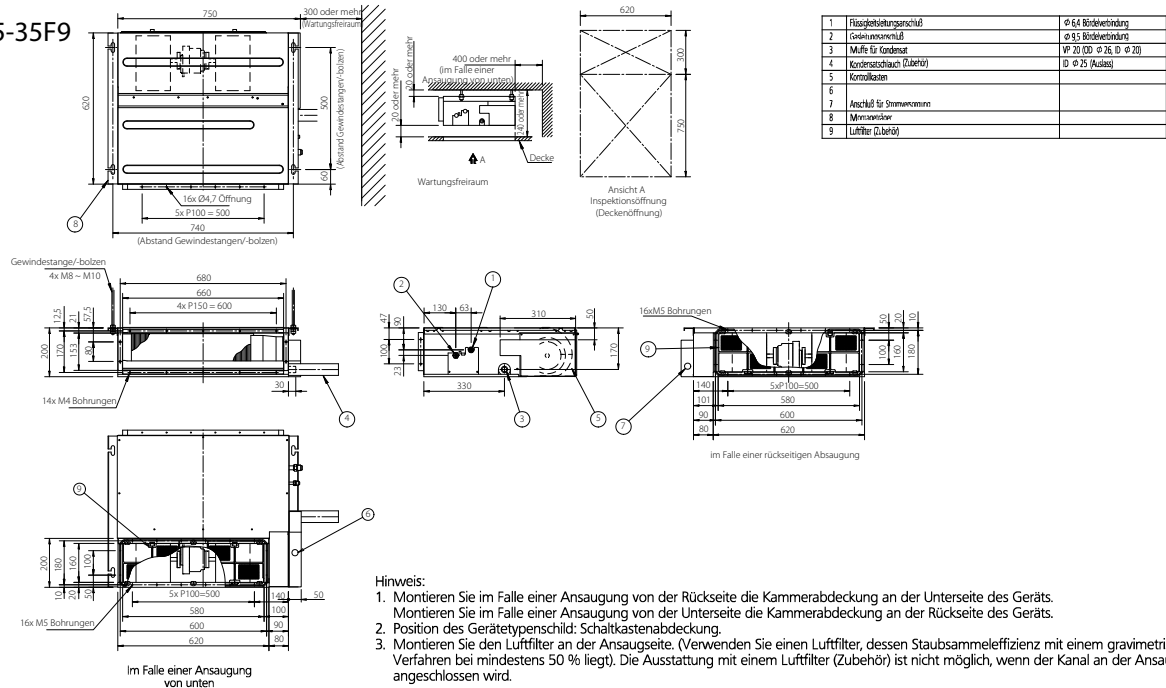 5-35F9
750
300 oder mehr
(Wartungsfreiraum)
620
500
(Abstand Gewindestangen/-bolzen)
60
16x Ø4,7 Öffnung
5x P100 = 500
740
(Abstand Gewindestangen/-bolzen)
8
20 oder mehr
20 oder mehr
400 oder mehr
(im Falle einer
Ansaugung von unten)
240 oder mehr
A
Decke
Wartungsfreiraum
620
300
750
Ansicht A
Inspektionsöffnung
(Deckenöffnung)
1 Flüssigkeitsleitungsanschluß Φ 6,4 Bördelverbindung
2 Gasleitungsanschluß Φ 9,5 Bördelverbindung
3 Muffe für Kondensat VP 20 (OD Φ 26, ID Φ 20)
4 Kondensatschlauch (Zubehör) ID Φ 25 (Auslass)
5 Kontrollkasten
6
7 Anschluß für Stromversorgung
8
9 Luftfilter (Zubehör)
Gewindestange/-bolzen
4x M8 ~ M10
680
660
4x P150 = 600
12,5
21
57,5
200
170
153
80
30
14x M4 Bohrungen
4
2
1
130
63
310
50
47
90
100
23
170
330
3
5
16xM5 Bohrungen
9
7
50
20
10
100
160
180
140
5xP100=500
101
580
90
600
80
620
im Falle einer rückseitigen Absaugung
9
6
200
180
160
100
10
20
50
5x P100=500
140
50
580
100
16x M5 Bohrungen
600
90
620
80
Im Falle einer Ansaugung
von unten
Hinweis:
1. Montieren Sie im Falle einer Ansaugung von der Rückseite die Kammerabdeckung an der Unterseite des Geräts.
Montieren Sie im Falle einer Ansaugung von der Unterseite die Kammerabdeckung an der Rückseite des Geräts.
2. Position des Gerätetypenschild: Schaltkastenabdeckung.
3. Montieren Sie den Luftfilter an der Ansaugseite. (Verwenden Sie einen Luftfilter, dessen Staubsammeleffizienz mit einem gravimetri
Verfahren bei mindestens 50 % liegt). Die Ausstattung mit einem Luftfilter (Zubehör) ist nicht möglich, wenn der Kanal an der Ansau
angeschlossen wird.